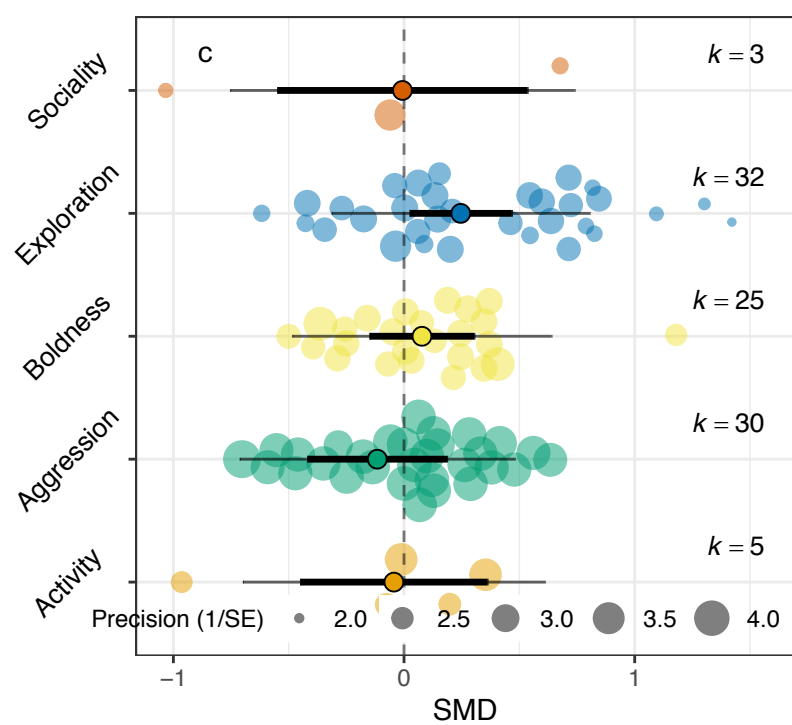 c
Sociality
k = 3
Exploration
k = 32
Boldness
k = 25
Aggression
k = 30
Activity
k = 5
Precision (1/SE) 2.0 2.5 3.0 3.5 4.0
−1 0 1
SMD